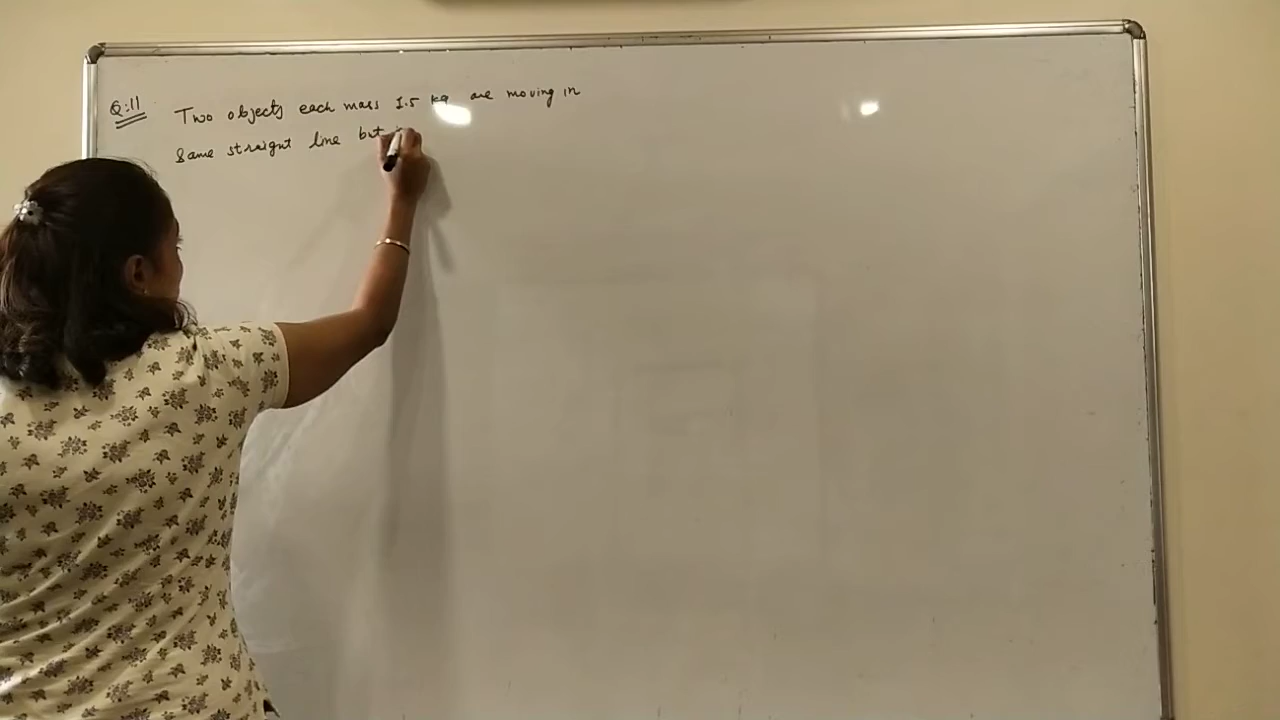 Q:11 Two objects each mass 1.5 kg are moving in
Same straight line but